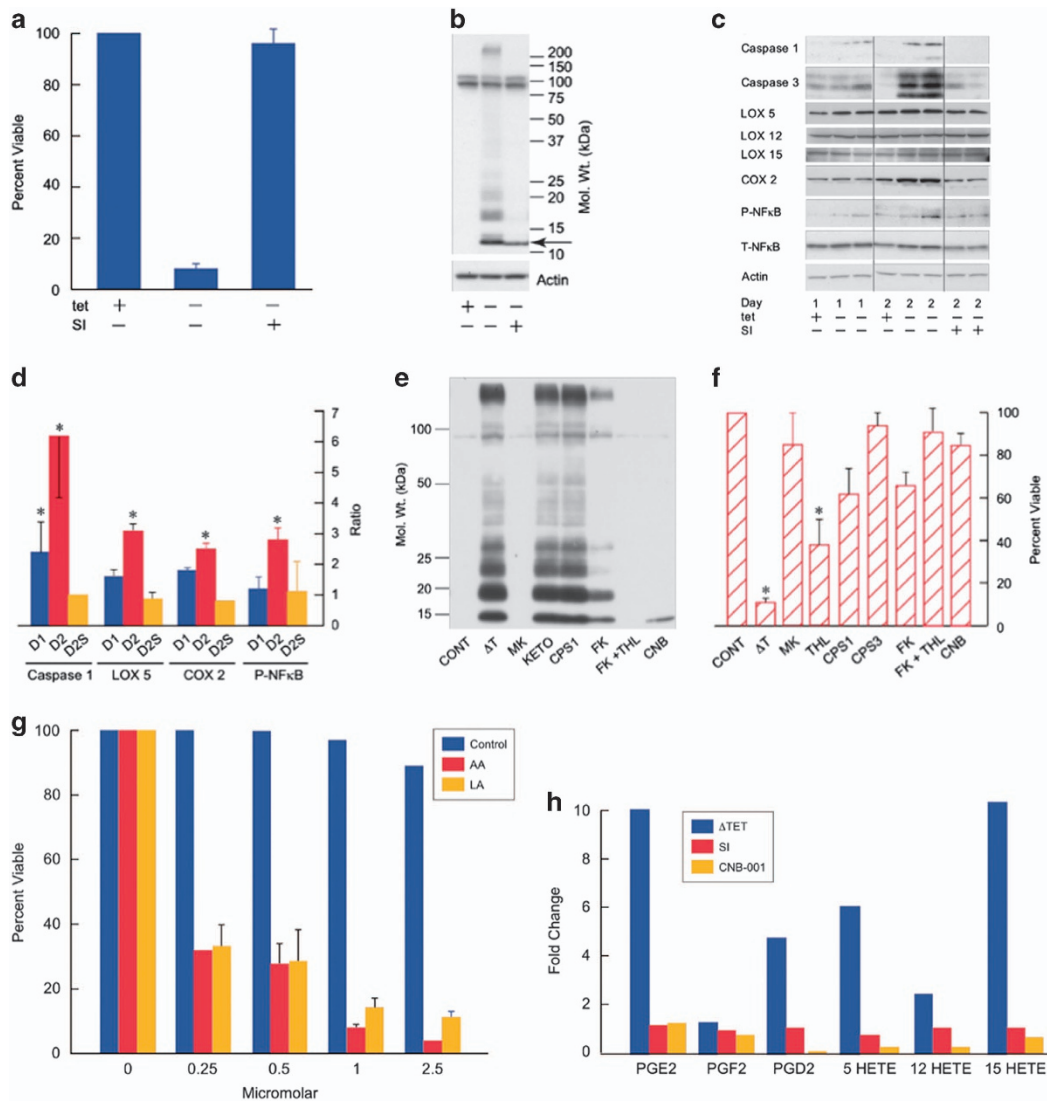 a
100
80
60
40
20
0
Percent Viable
tet + – –
SI – – +
b
200
150
100
75
50
37
25
20
15
10
Mol. Wt. (kDa)
Actin
+ – –
– – +
c
Caspase 1
Caspase 3
LOX 5
LOX 12
LOX 15
COX 2
P-NFκB
T-NFκB
Actin
Day 1 1 1 2 2 2 2 2
tet + – – + – – – –
SI – – – – – – + +
d
* * * * *
7
6
5
4
3
2
1
0
Ratio
D1 D2 D2S D1 D2 D2S D1 D2 D2S D1 D2 D2S
Caspase 1 LOX 5 COX 2 P-NFκB
e
Mol. Wt. (kDa)
100
50
25
20
15
CONT ΔT MK KETO CPS1 FK FK +THL CNB
f
* *
100
80
60
40
20
0
Percent Viable
CONT ΔT MK THL CPS1 CPS3 FK FK + THL CNB
g
100
80
60
40
20
0
Percent Viable
Control
AA
LA
0 0.25 0.5 1 2.5
Micromolar
h
10
8
6
4
2
0
Fold Change
ΔTET
SI
CNB-001
PGE2 PGF2 PGD2 5 HETE 12 HETE 15 HETE